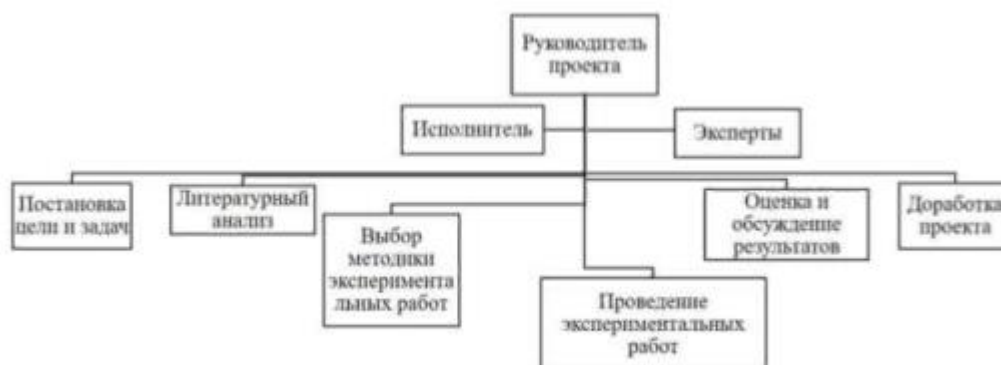 Руководитель
проекта
Исполнитель
Эксперты
Постановка
цели и задач
Литературный
анализ
Выбор
методики
эксперимента
льных работ
Проведение
экспериментальных
работ
Оценка и
обсуждение
результатов
Доработка
проекта